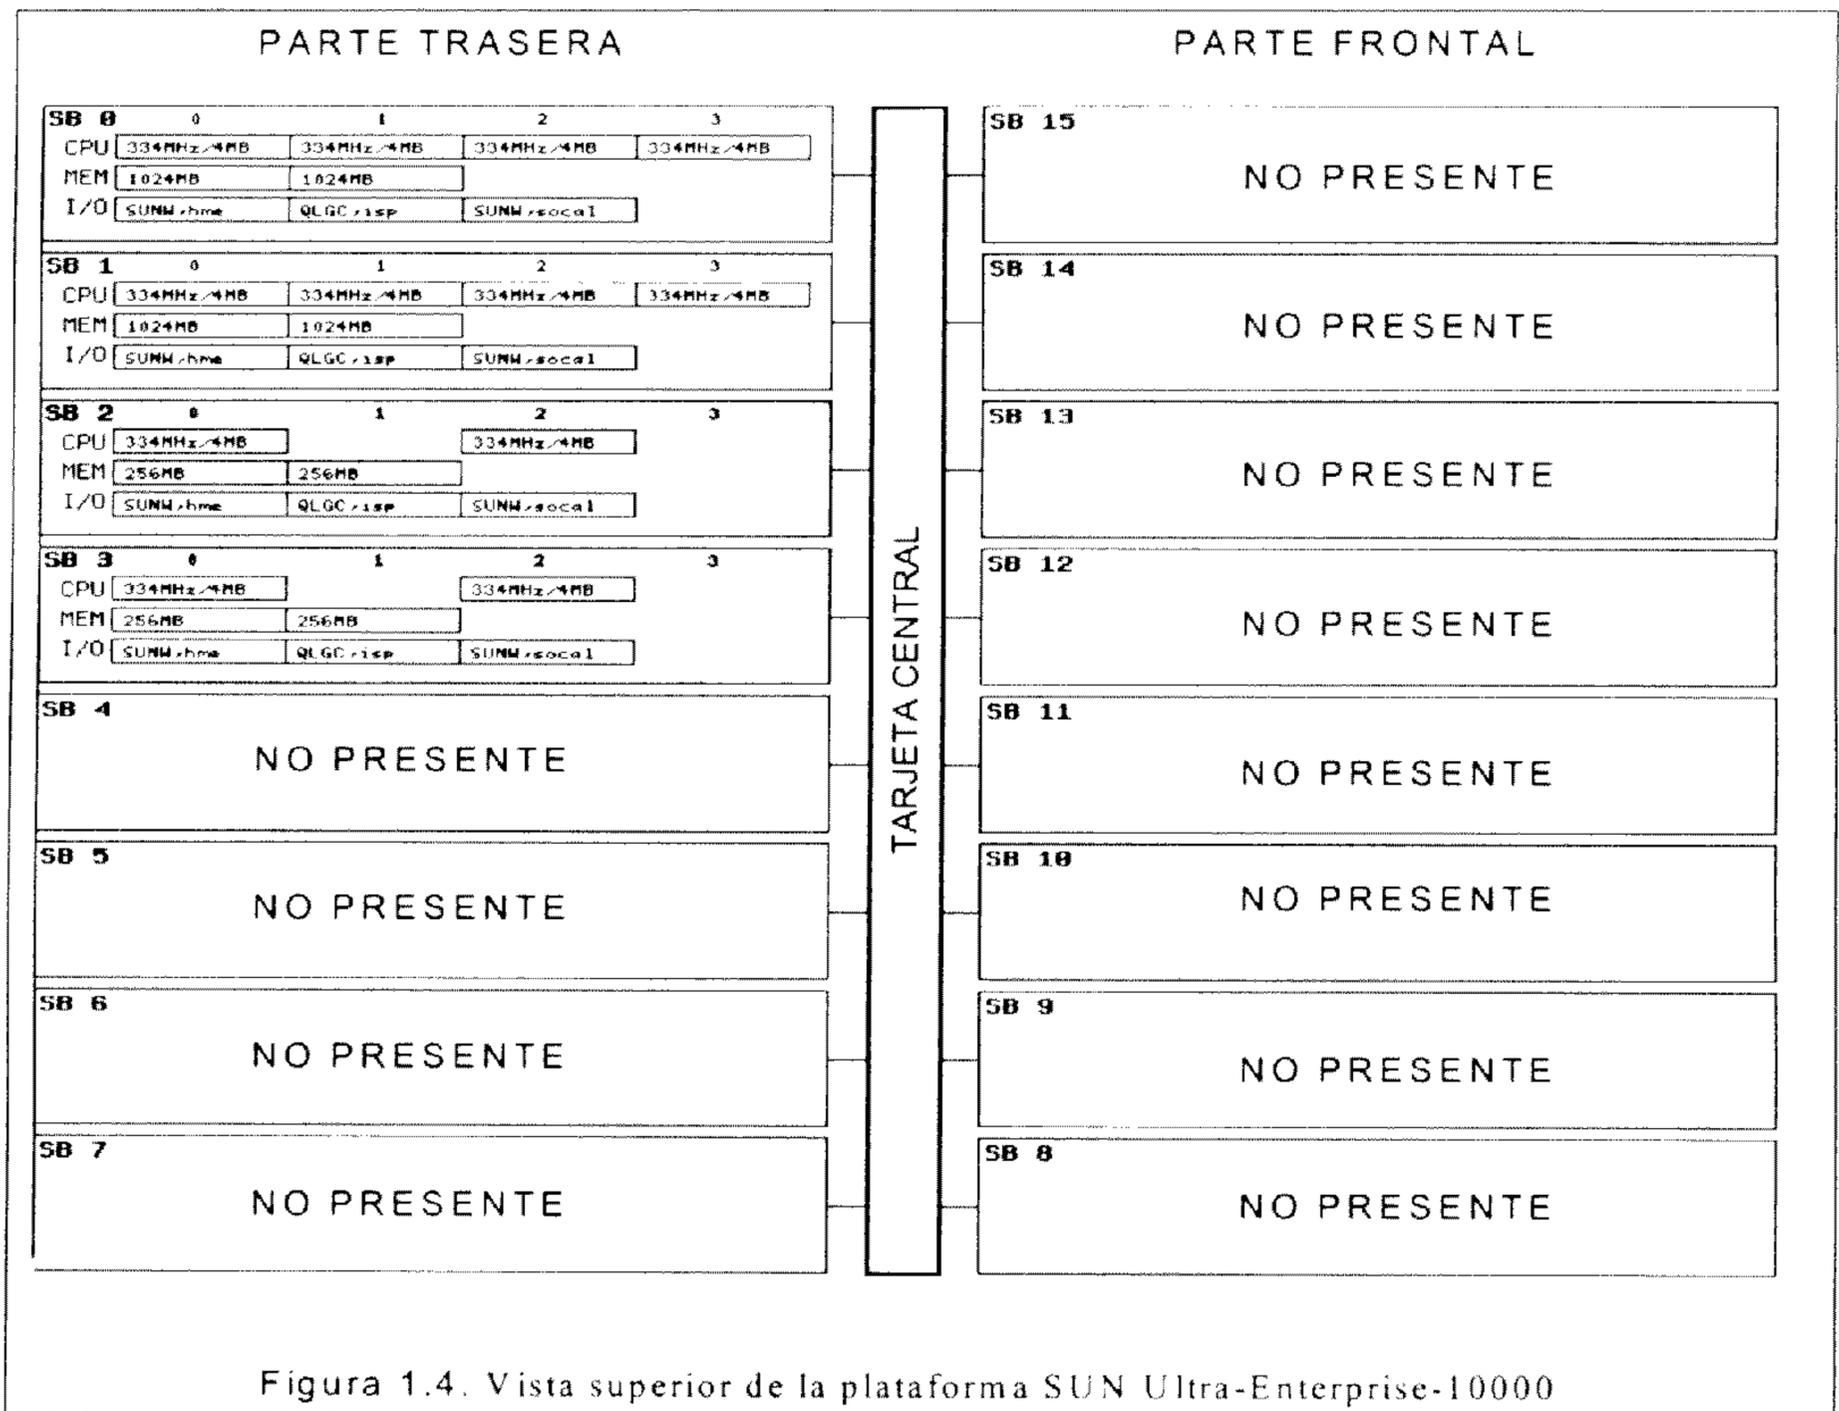 PARTE TRASERA
PARTE FRONTAL
SB 0 0 1 2 3
CPU 334MHz/4MB 334MHz/4MB 334MHz/4MB 334MHz/4MB
MEM 1024MB 1024MB
I/O SUNW,hme QLGC,isp SUNW,socal
SB 1 0 1 2 3
CPU 334MHz/4MB 334MHz/4MB 334MHz/4MB 334MHz/4MB
MEM 1024MB 1024MB
I/O SUNW,hme QLGC,isp SUNW,socal
SB 2 0 1 2 3
CPU 334MHz/4MB 334MHz/4MB
MEM 256MB 256MB
I/O SUNW,hme QLGC,isp SUNW,socal
SB 3 0 1 2 3
CPU 334MHz/4MB 334MHz/4MB
MEM 256MB 256MB
I/O SUNW,hme QLGC,isp SUNW,socal
SB 4
NO PRESENTE
SB 5
NO PRESENTE
SB 6
NO PRESENTE
SB 7
NO PRESENTE
TARJETA CENTRAL
SB 15
NO PRESENTE
SB 14
NO PRESENTE
SB 13
NO PRESENTE
SB 12
NO PRESENTE
SB 11
NO PRESENTE
SB 10
NO PRESENTE
SB 9
NO PRESENTE
SB 8
NO PRESENTE
Figura 1.4. Vista superior de la plataforma SUN Ultra-Enterprise-10000